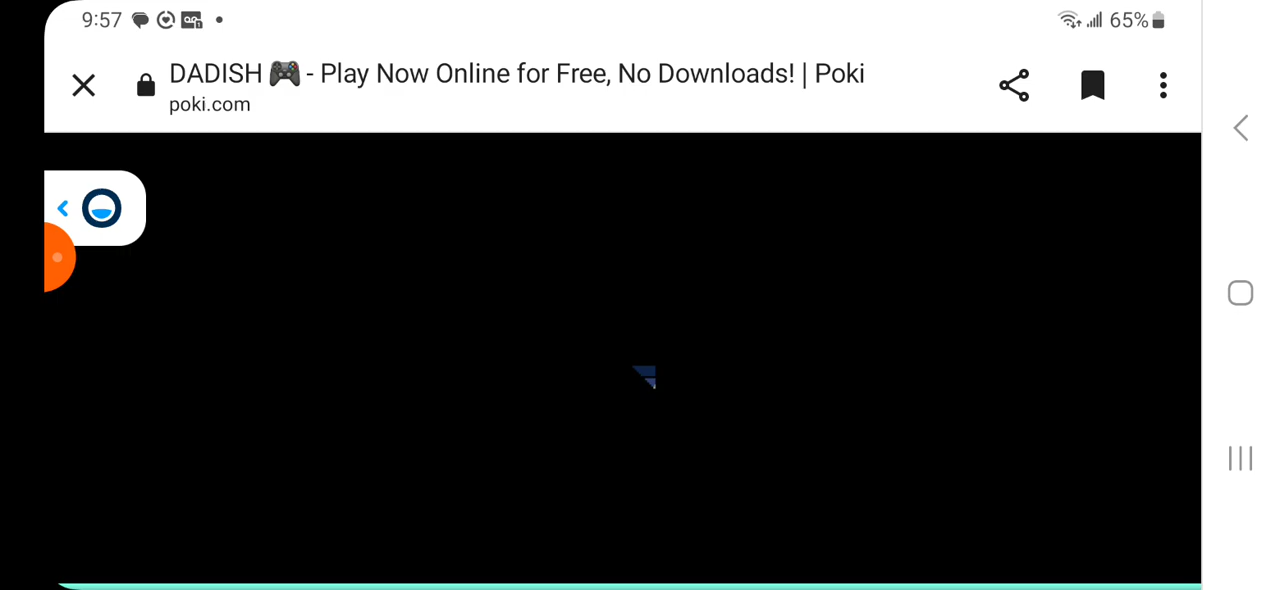 9:57
65%
DADISH 🎮 - Play Now Online for Free, No Downloads! | Poki
poki.com